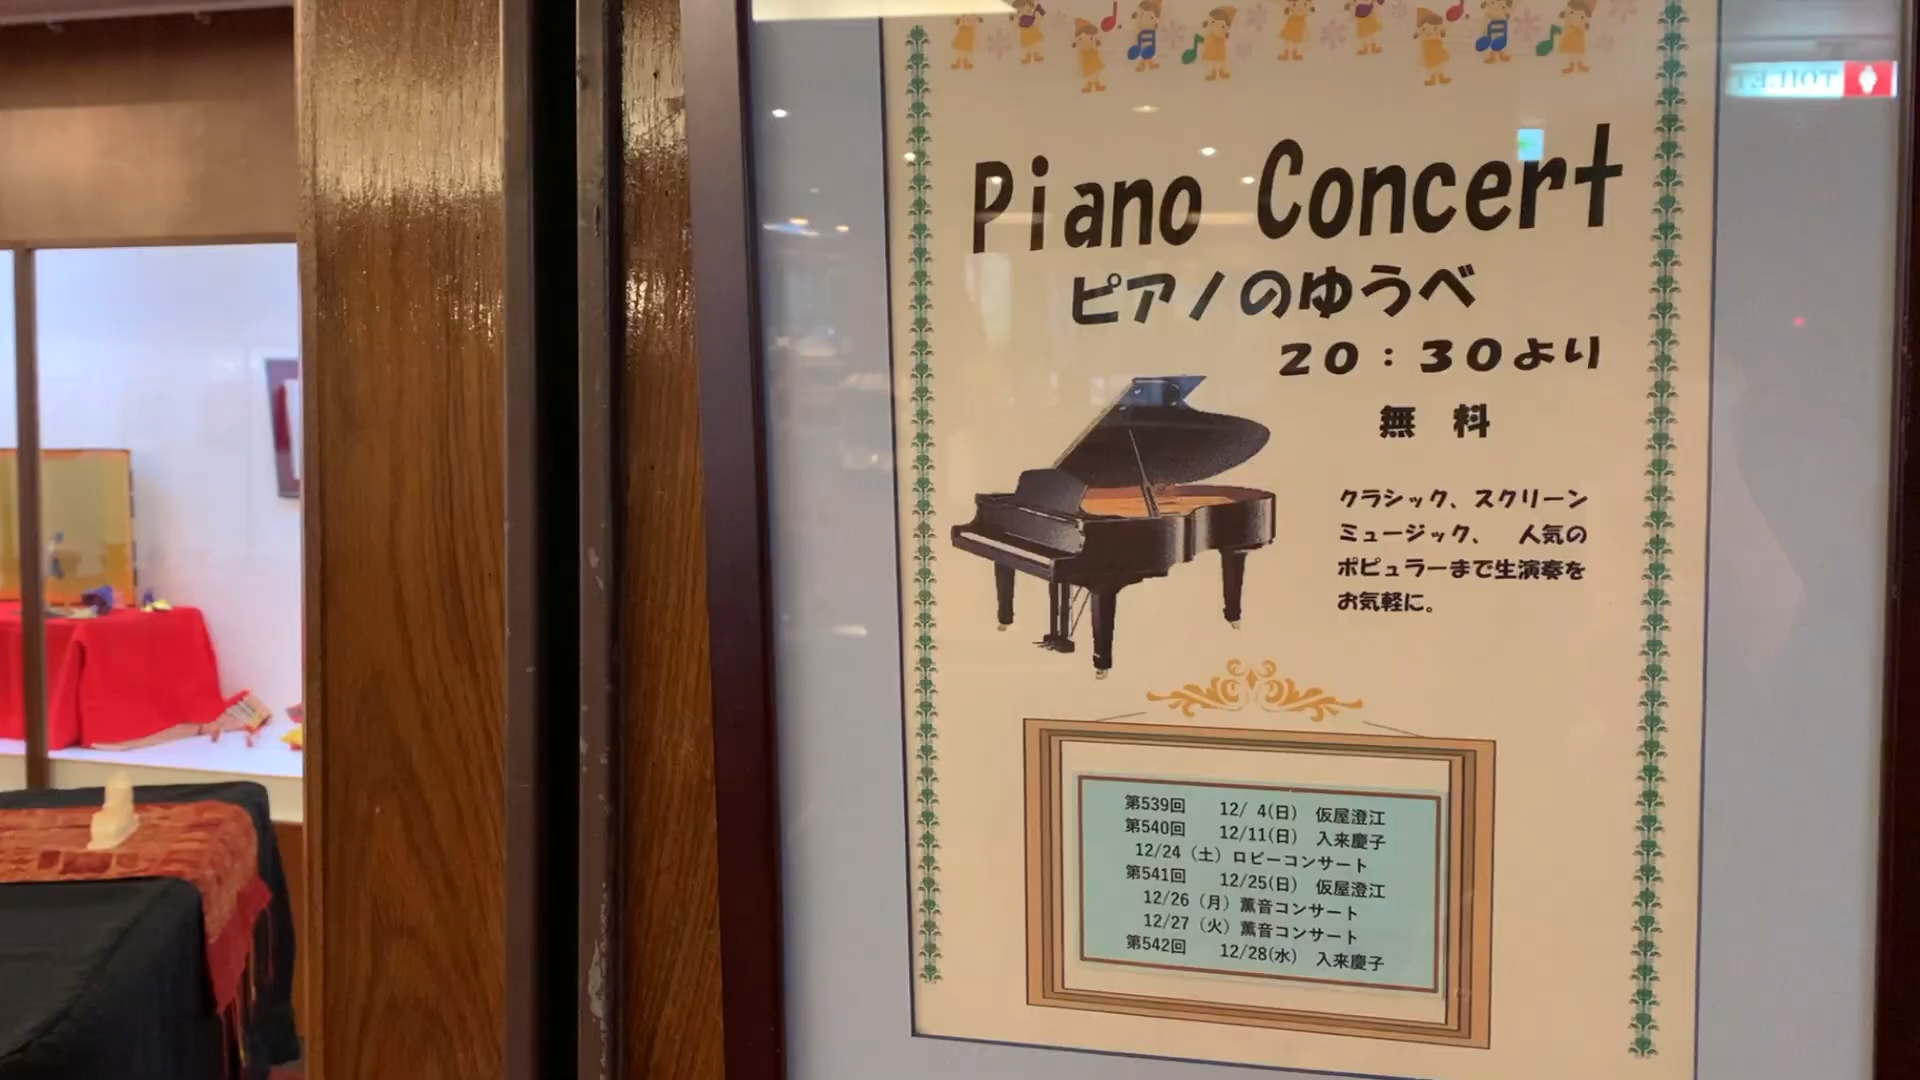 TOILET
Piano Concert
ピアノのゆうべ
20：30より
無 料
クラシック、スクリーン
ミュージック、 人気の
ポピュラーまで生演奏を
お気軽に。
第539回 12/ 4(日) 仮屋澄江
第540回 12/11(日) 入来慶子
12/24（土）ロビーコンサート
第541回 12/25(日) 仮屋澄江
12/26（月）薫音コンサート
12/27（火）薫音コンサート
第542回 12/28(水) 入来慶子